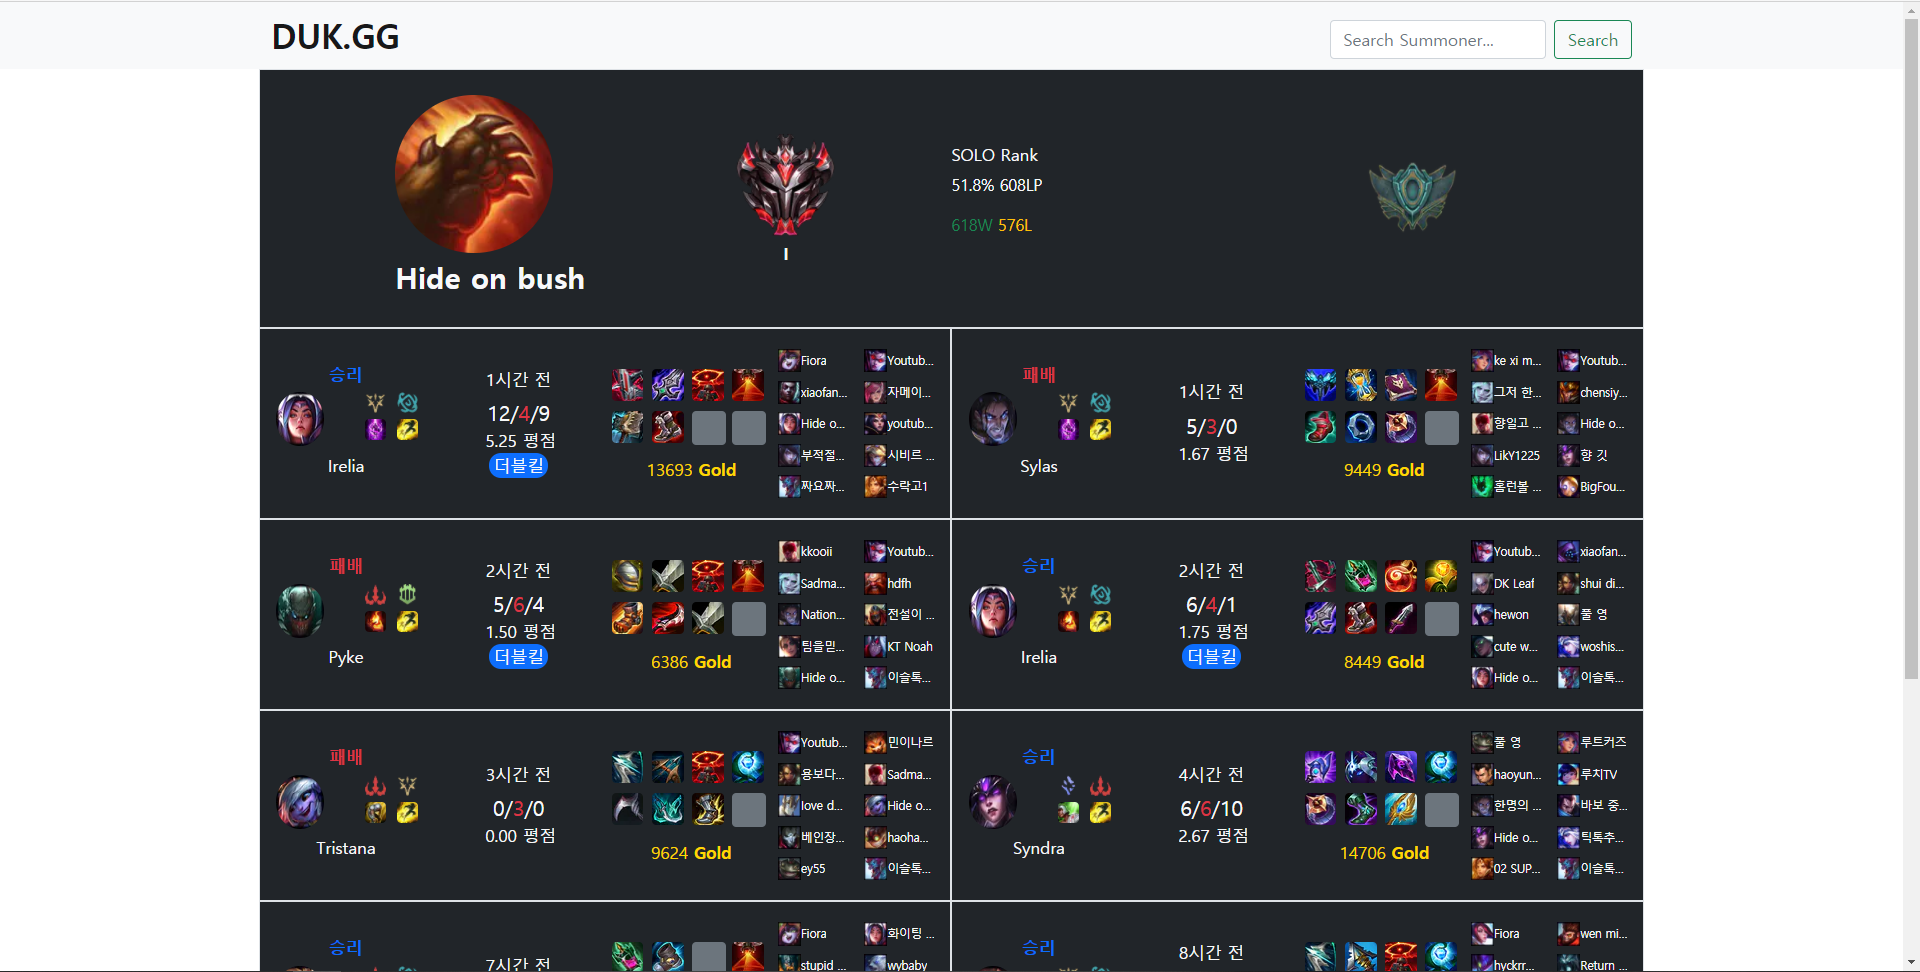 DUK.GG
Search Summoner...
Search
Hide on bush
I
SOLO Rank
51.8% 608LP
618W 576L
승리
Irelia
1시간 전
12/4/9
5.25 평점
더블킬
13693 Gold
Fiora
Youtub...
xiaofan...
자메이...
Hide o...
youtub...
부적절...
시비르 ...
짜요짜...
수락고1
패배
Sylas
1시간 전
5/3/0
1.67 평점
9449 Gold
ke xi m...
Youtub...
그저 한...
chensiy...
향일고 ...
Hide o...
LikY1225
향 깃
홈런볼 ...
BigFou...
패배
Pyke
2시간 전
5/6/4
1.50 평점
더블킬
6386 Gold
kkooii
Youtub...
Sadma...
hdfh
Nation...
전설이 ...
팀을믿...
KT Noah
Hide o...
이슬톡...
승리
Irelia
2시간 전
6/4/1
1.75 평점
더블킬
8449 Gold
Youtub...
xiaofan...
DK Leaf
shui di...
hewon
풀 영
cute w...
woshis...
Hide o...
이슬톡...
패배
Tristana
3시간 전
0/3/0
0.00 평점
9624 Gold
Youtub...
민이나르
용보다...
Sadma...
love d...
Hide o...
베인장...
haoha...
ey55
이슬톡...
승리
Syndra
4시간 전
6/6/10
2.67 평점
14706 Gold
풀 영
루트커즈
haoyun...
루치TV
한명의 ...
바보 중...
Hide o...
틱톡추...
02 SUP...
이슬톡...
승리
7시간 전
Fiora
화이팅 ...
stupid ...
wybaby
승리
8시간 전
Fiora
wen mi...
hyckrr...
Return ...